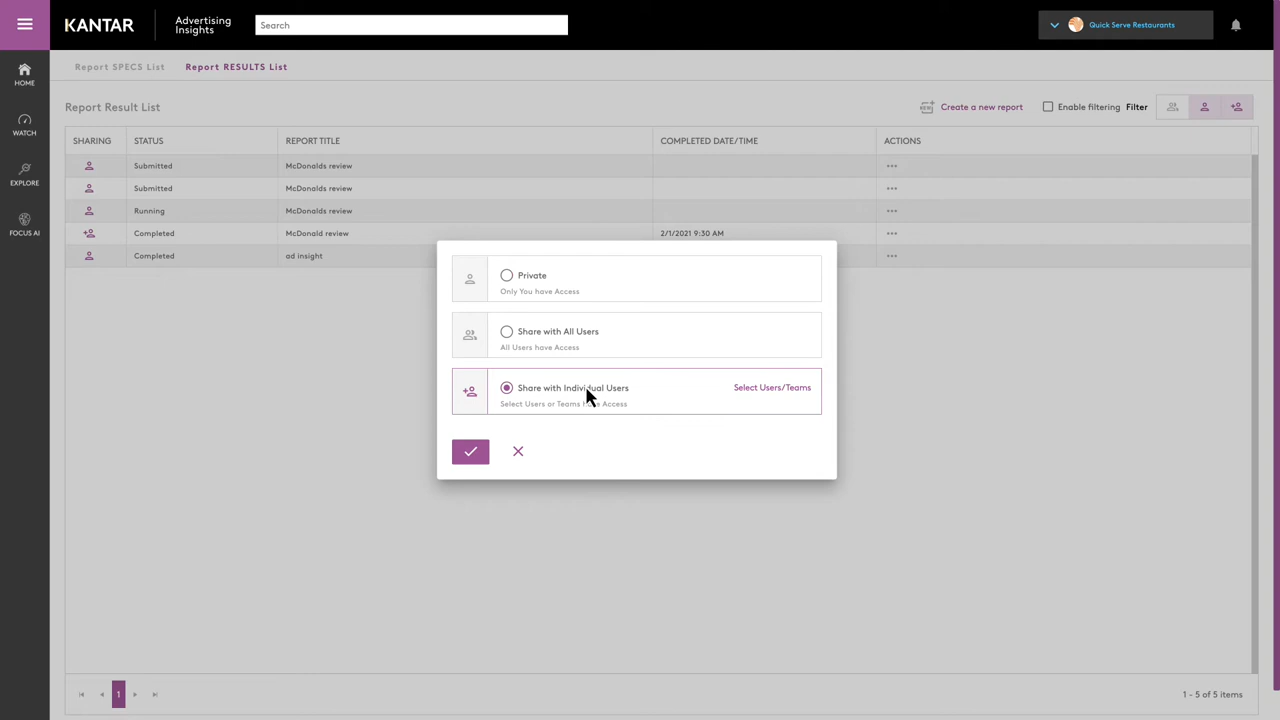 KANTAR
Advertising
Insights
Search
Quick Serve Restaurants
HOME
WATCH
EXPLORE
FOCUS AI
Report SPECS List
Report RESULTS List
Report Result List
NEW
Create a new report
Enable filtering
Filter
SHARING
STATUS
REPORT TITLE
COMPLETED DATE/TIME
ACTIONS
Submitted
McDonalds review
Submitted
McDonalds review
Running
McDonalds review
Completed
McDonald review
2/1/2021 9:30 AM
Completed
ad insight
Private
Only You have Access
Share with All Users
All Users have Access
Share with Individual Users
Select Users/Teams
Select Users or Teams Have Access
1
1 - 5 of 5 items